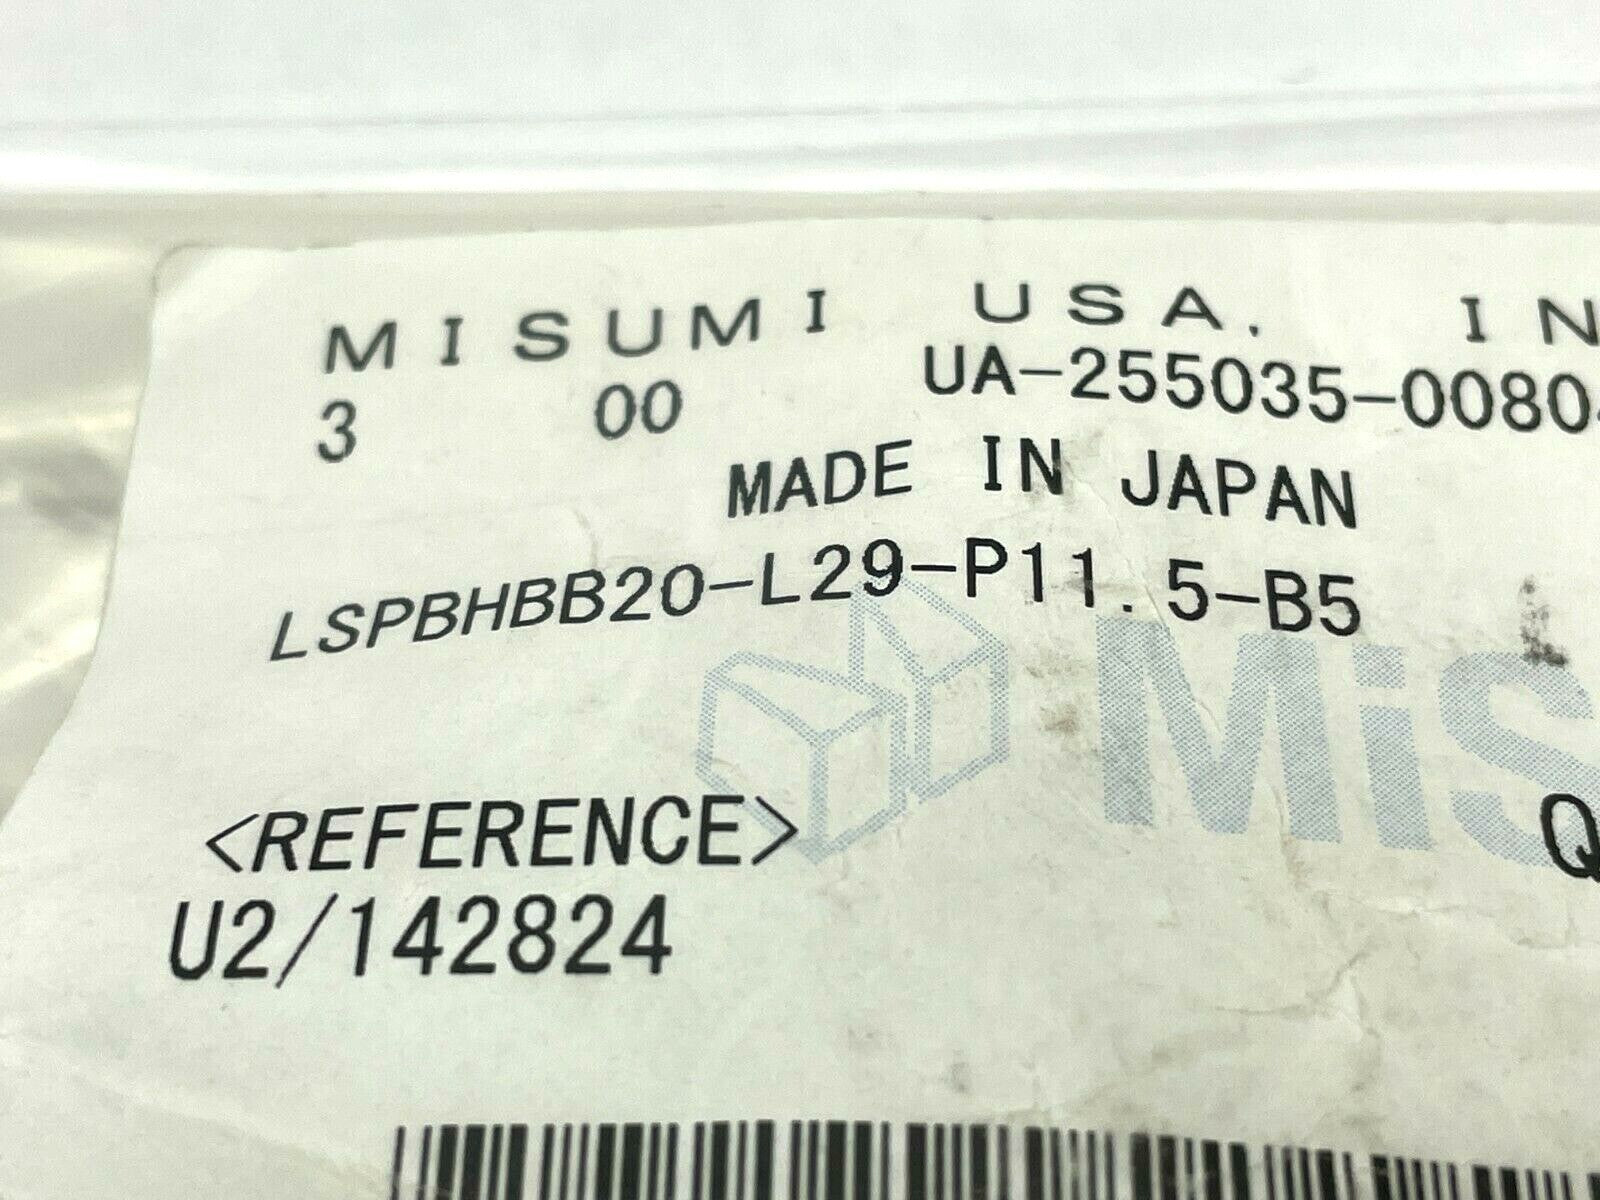 MISUMI USA. IN
3 00 UA-255035-0080
MADE IN JAPAN
LSPBHBB20-L29-P11.5-B5
Mis
<REFERENCE>
Q
U2/142824